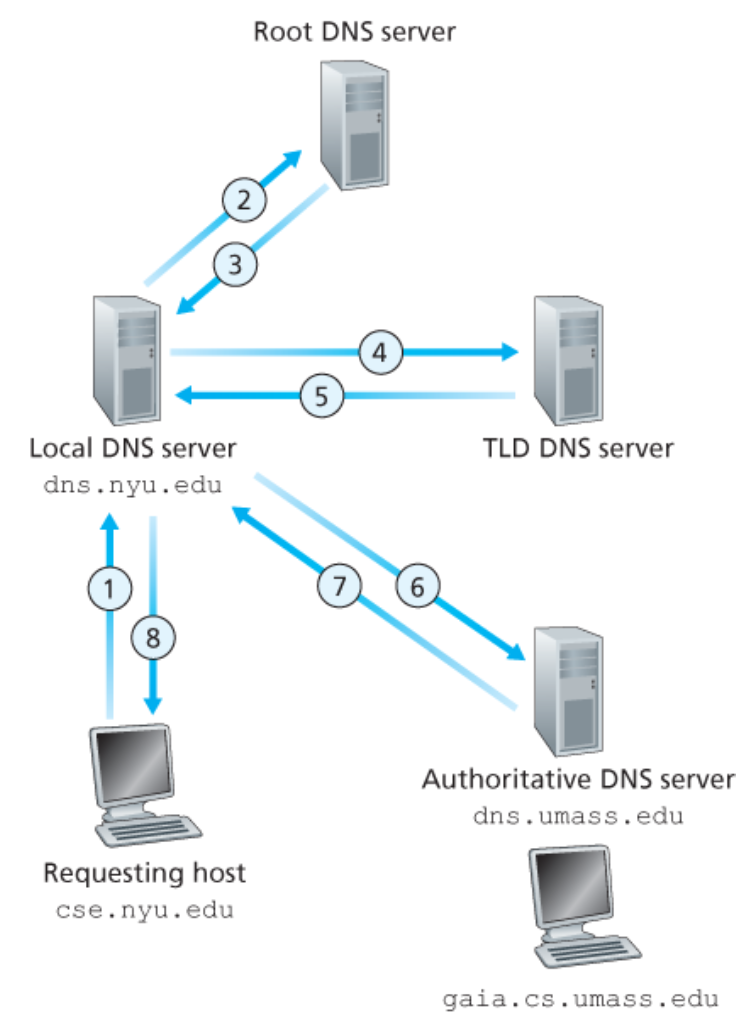 Root DNS server
2
3
4
5
Local DNS server
dns.nyu.edu
TLD DNS server
1
8
7
6
Authoritative DNS server
dns.umass.edu
Requesting host
cse.nyu.edu
gaia.cs.umass.edu